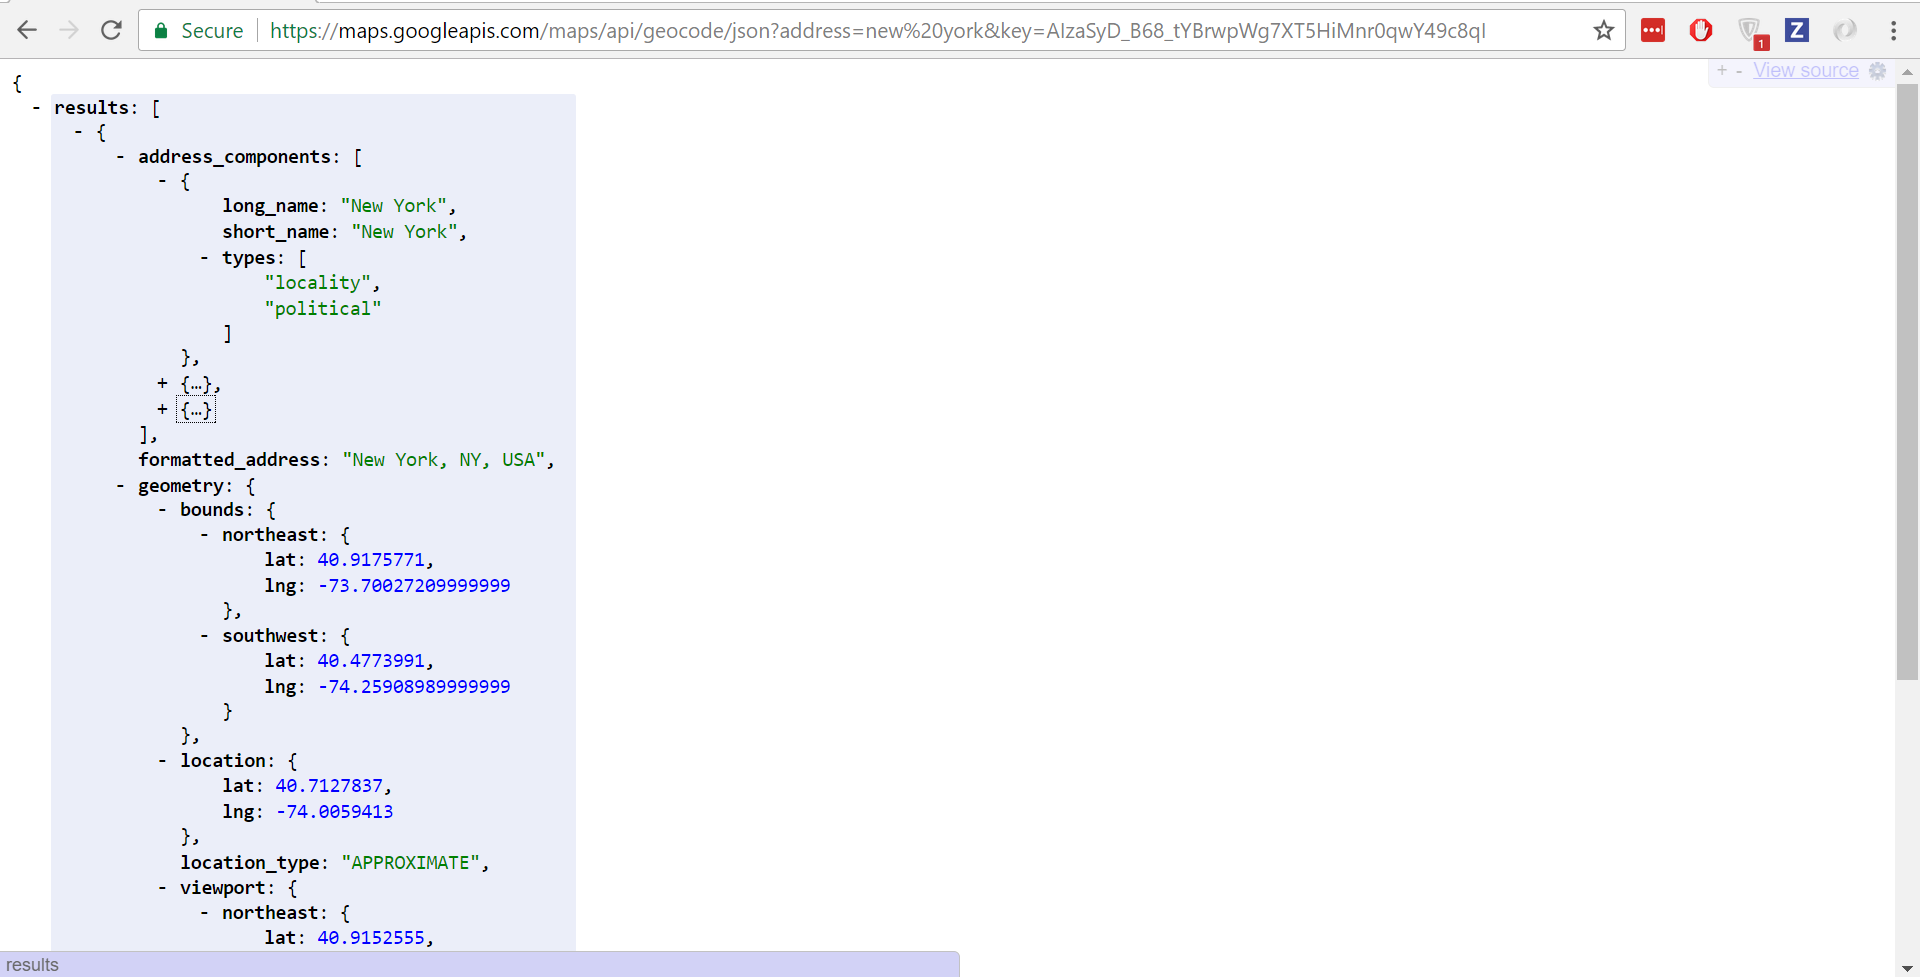 Secure https://maps.googleapis.com/maps/api/geocode/json?address=new%20york&key=AIzaSyD_B68_tYBrwpWg7XT5HiMnr0qwY49c8qI
1
Z
+ - View source
{
- results: [
- {
- address_components: [
- {
long_name: "New York",
short_name: "New York",
- types: [
"locality",
"political"
]
},
+ {…},
+ {…}
],
formatted_address: "New York, NY, USA",
- geometry: {
- bounds: {
- northeast: {
lat: 40.9175771,
lng: -73.70027209999999
},
- southwest: {
lat: 40.4773991,
lng: -74.25908989999999
}
},
- location: {
lat: 40.7127837,
lng: -74.0059413
},
location_type: "APPROXIMATE",
- viewport: {
- northeast: {
lat: 40.9152555,
results